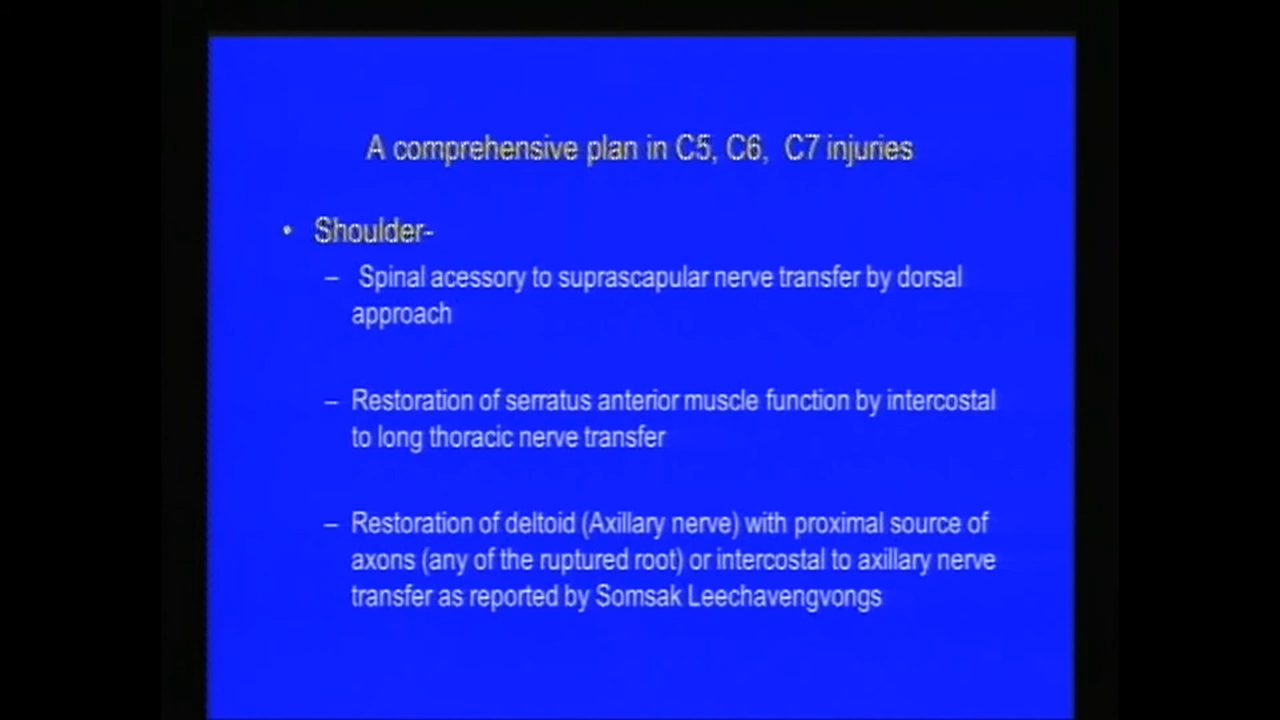 A comprehensive plan in C5, C6, C7 injuries
• Shoulder-
– Spinal acessory to suprascapular nerve transfer by dorsal
approach
– Restoration of serratus anterior muscle function by intercostal
to long thoracic nerve transfer
– Restoration of deltoid (Axillary nerve) with proximal source of
axons (any of the ruptured root) or intercostal to axillary nerve
transfer as reported by Somsak Leechavengvongs